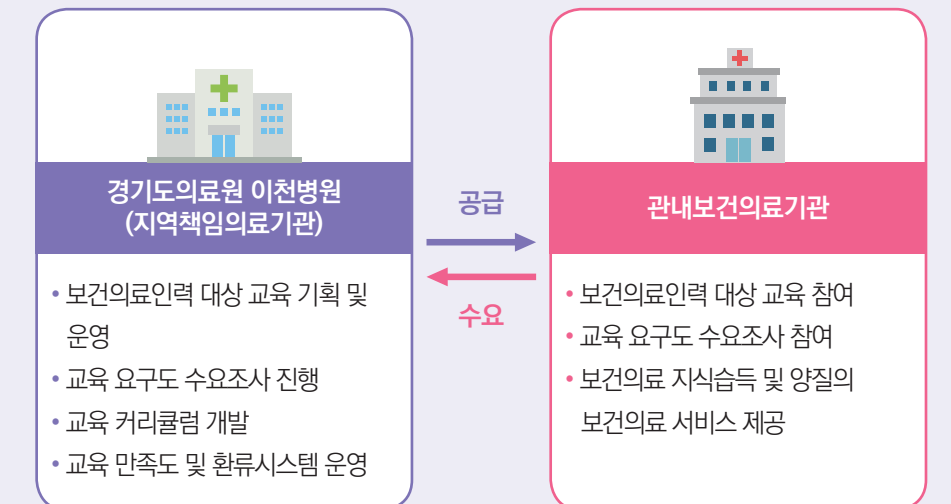 경기도의료원 이천병원
(지역책임의료기관)
• 보건의료인력 대상 교육 기획 및
운영
• 교육 요구도 수요조사 진행
• 교육 커리큘럼 개발
• 교육 만족도 및 환류시스템 운영
공급
수요
관내보건의료기관
• 보건의료인력 대상 교육 참여
• 교육 요구도 수요조사 참여
• 보건의료 지식습득 및 양질의
보건의료 서비스 제공